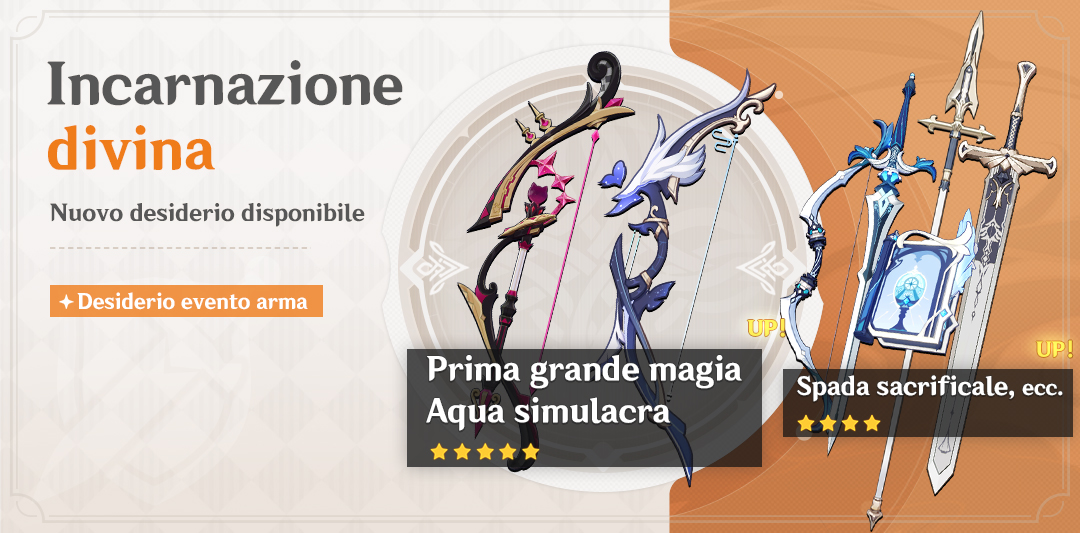 Incarnazione
divina
Nuovo desiderio disponibile
Desiderio evento arma
UP!
Prima grande magia
Aqua simulacra
UP!
Spada sacrificale, ecc.